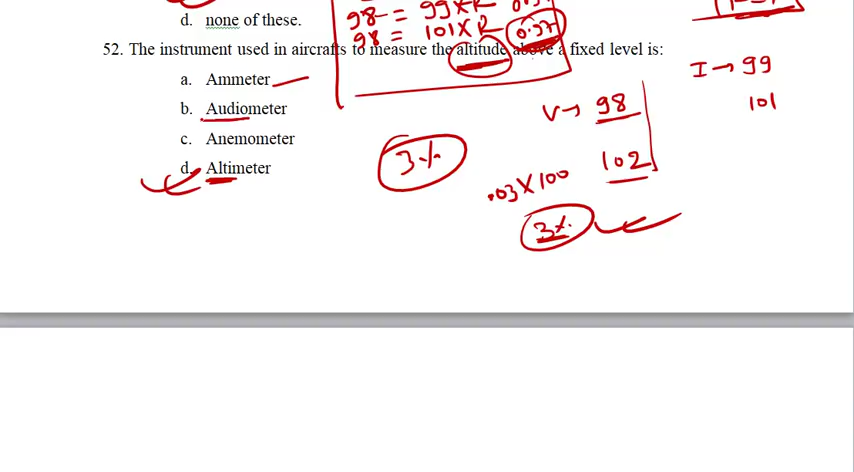 d. none of these.
98 = 99 x R
98 = 101 x R 0.97
52. The instrument used in aircrafts to measure the altitude above a fixed level is:
a. Ammeter
I → 99
b. Audiometer
V → 98
101
c. Anemometer
3%
102
d. Altimeter
.03 X 100
3%